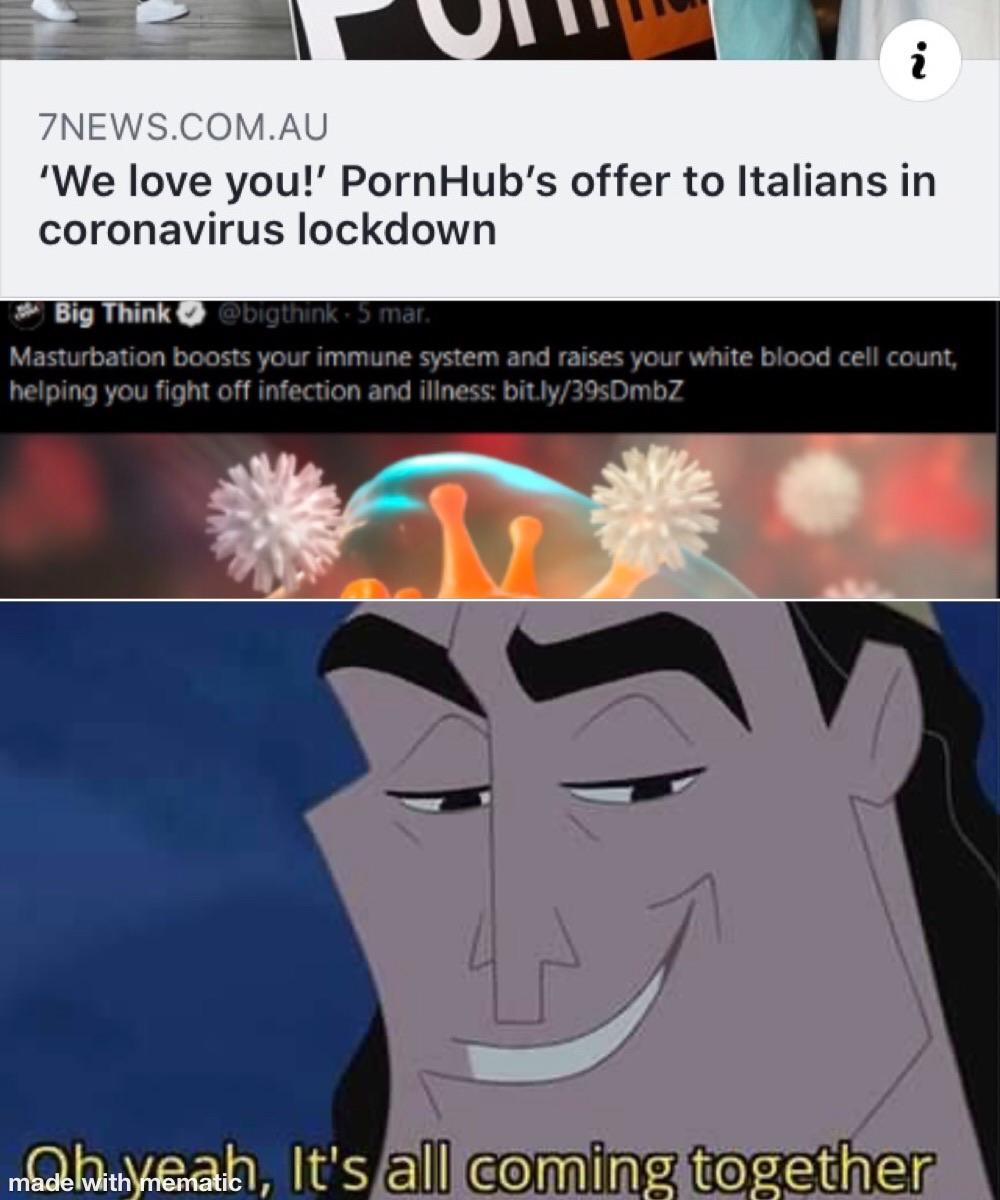 Porn
7NEWS.COM.AU
‘We love you!’ PornHub’s offer to Italians in
coronavirus lockdown
Big Think @bigthink · 5 mar.
Masturbation boosts your immune system and raises your white blood cell count,
helping you fight off infection and illness: bit.ly/39sDmbZ
Oh yeah, It's all coming together
made with mematic